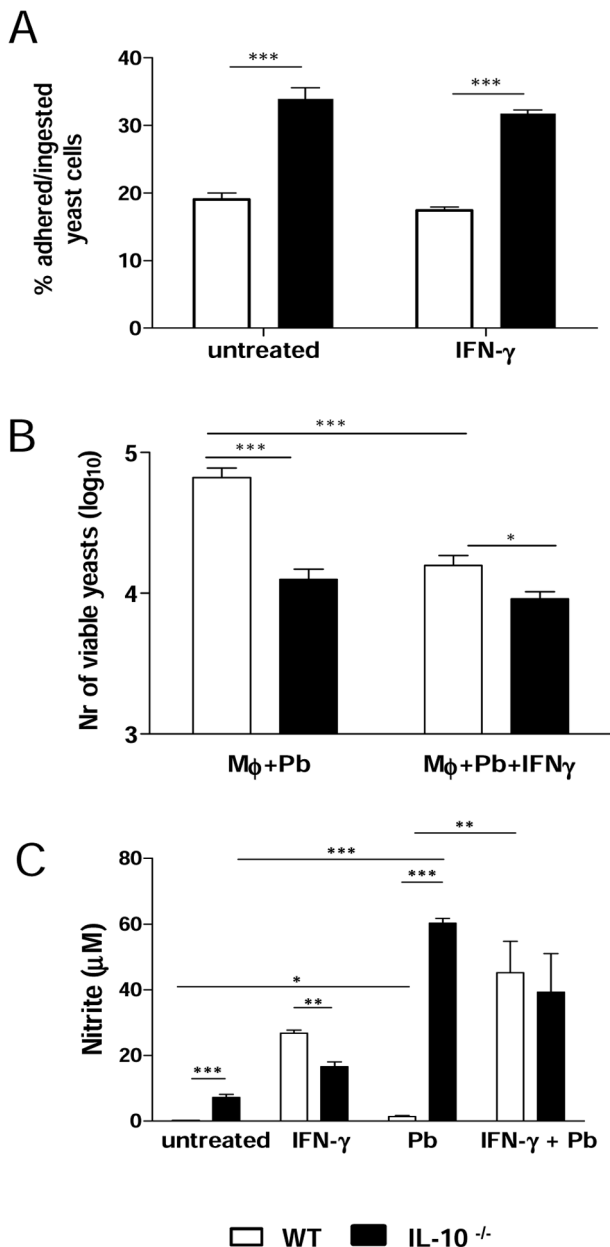 A
% adhered/ingested
yeast cells
40
30
20
10
0
***
***
untreated
IFN-γ
B
Nr of viable yeasts (log₁₀)
5
4
3
***
***
*
Mϕ+Pb
Mϕ+Pb+IFNγ
C
Nitrite (μM)
80
60
40
20
0
***
**
***
*
**
***
untreated
IFN-γ
Pb
IFN-γ + Pb
WT
IL-10 -/-